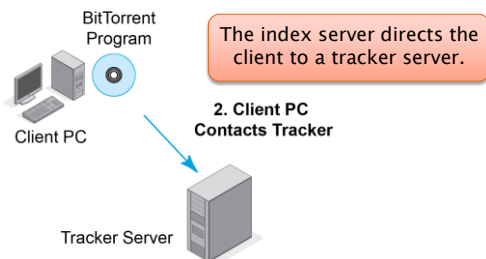 BitTorrent
Program
The index server directs the
client to a tracker server.
Client PC
2. Client PC
Contacts Tracker
Tracker Server